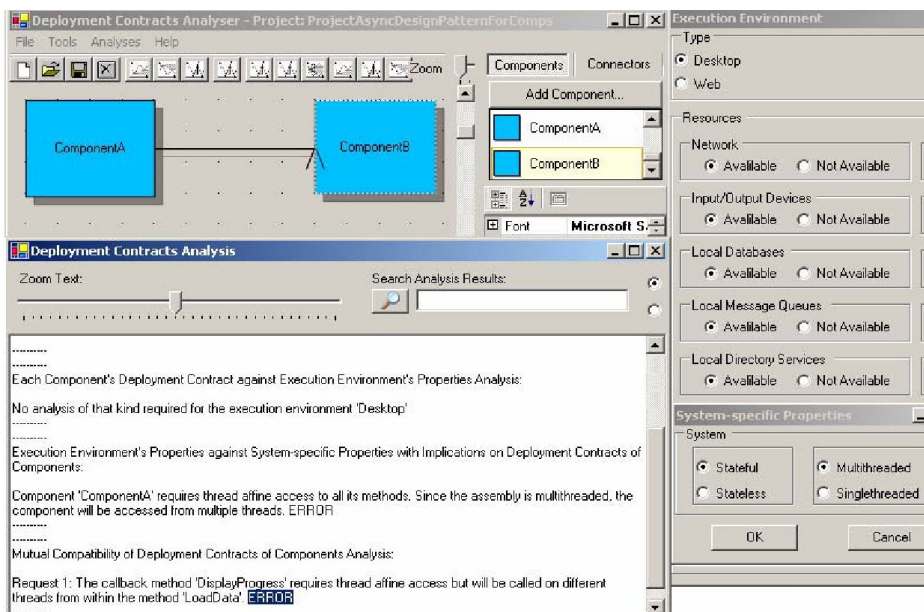 Deployment Contracts Analyser - Project: ProjectAsyncDesignPatternForComps
File Tools Analyses Help
Zoom
Components Connectors
Add Component...
ComponentA
ComponentB
ComponentA
ComponentB
Font Microsoft S
Deployment Contracts Analysis
Zoom Text:
Search Analysis Results:
----------
----------
Each Component's Deployment Contract against Execution Environment's Properties Analysis:
No analysis of that kind required for the execution environment 'Desktop'
----------
----------
Execution Environment's Properties against System-specific Properties with Implications on Deployment Contracts of
Components:
Component 'ComponentA' requires thread affine access to all its methods. Since the assembly is multithreaded, the
component will be accessed from multiple threads. ERROR
----------
----------
Mutual Compatibility of Deployment Contracts of Components Analysis:
Request 1: The callback method 'DisplayProgress' requires thread affine access but will be called on different
threads from within the method 'LoadData'. ERROR
Execution Environment
Type
Desktop
Web
Resources
Network
Available Not Available
Input/Output Devices
Available Not Available
Local Databases
Available Not Available
Local Message Queues
Available Not Available
Local Directory Services
Available Not Available
System-specific Properties
System
Stateful Multithreaded
Stateless Singlethreaded
OK Cancel